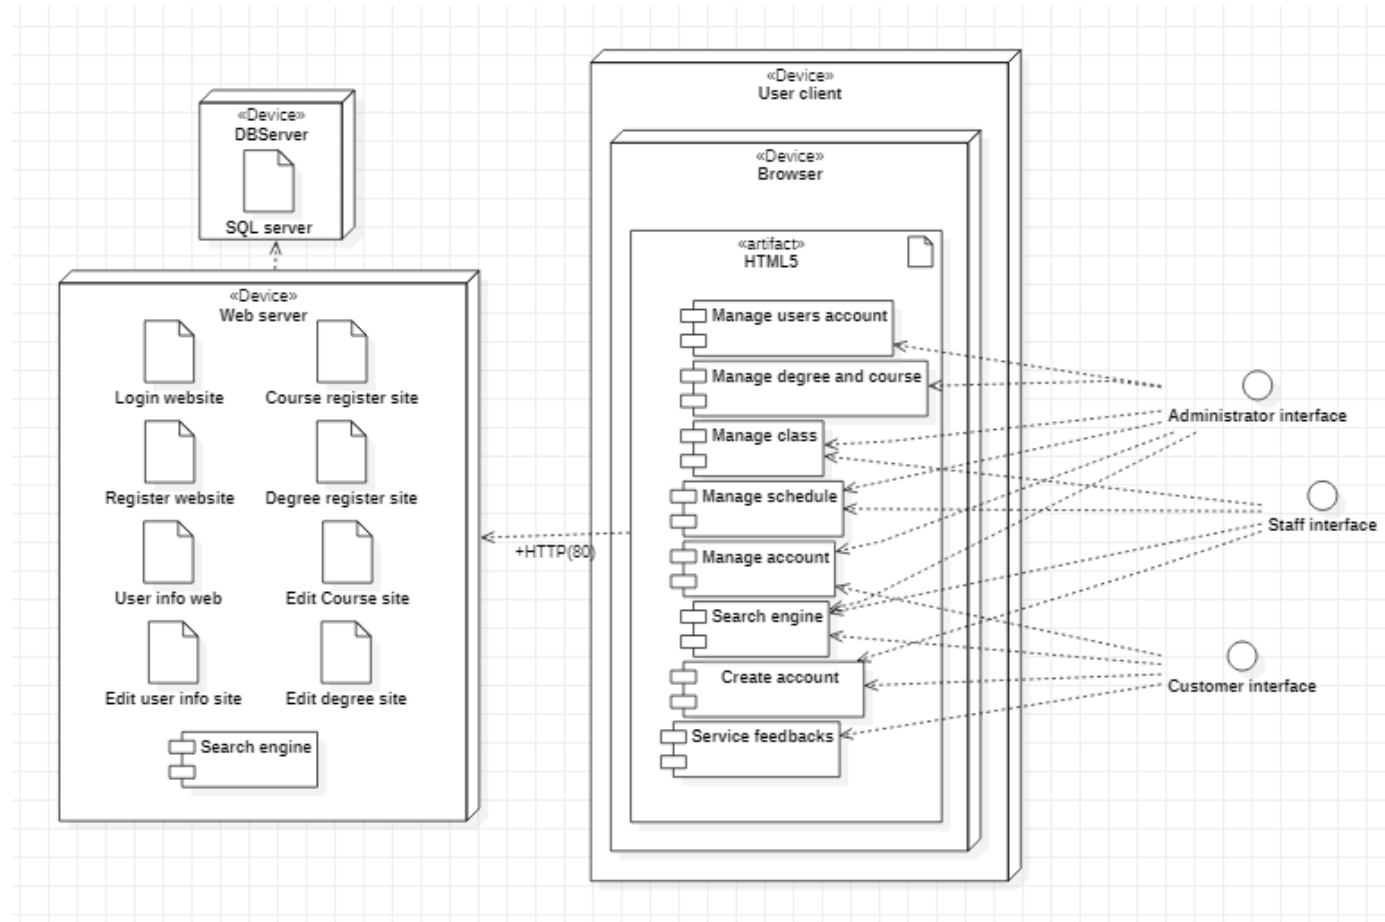 «Device»
DBServer
SQL server
«Device»
Web server
Login website
Course register site
Register website
Degree register site
User info web
Edit Course site
Edit user info site
Edit degree site
Search engine
+HTTP(80)
«Device»
User client
«Device»
Browser
«artifact»
HTML5
Manage users account
Manage degree and course
Manage class
Manage schedule
Manage account
Search engine
Create account
Service feedbacks
Administrator interface
Staff interface
Customer interface